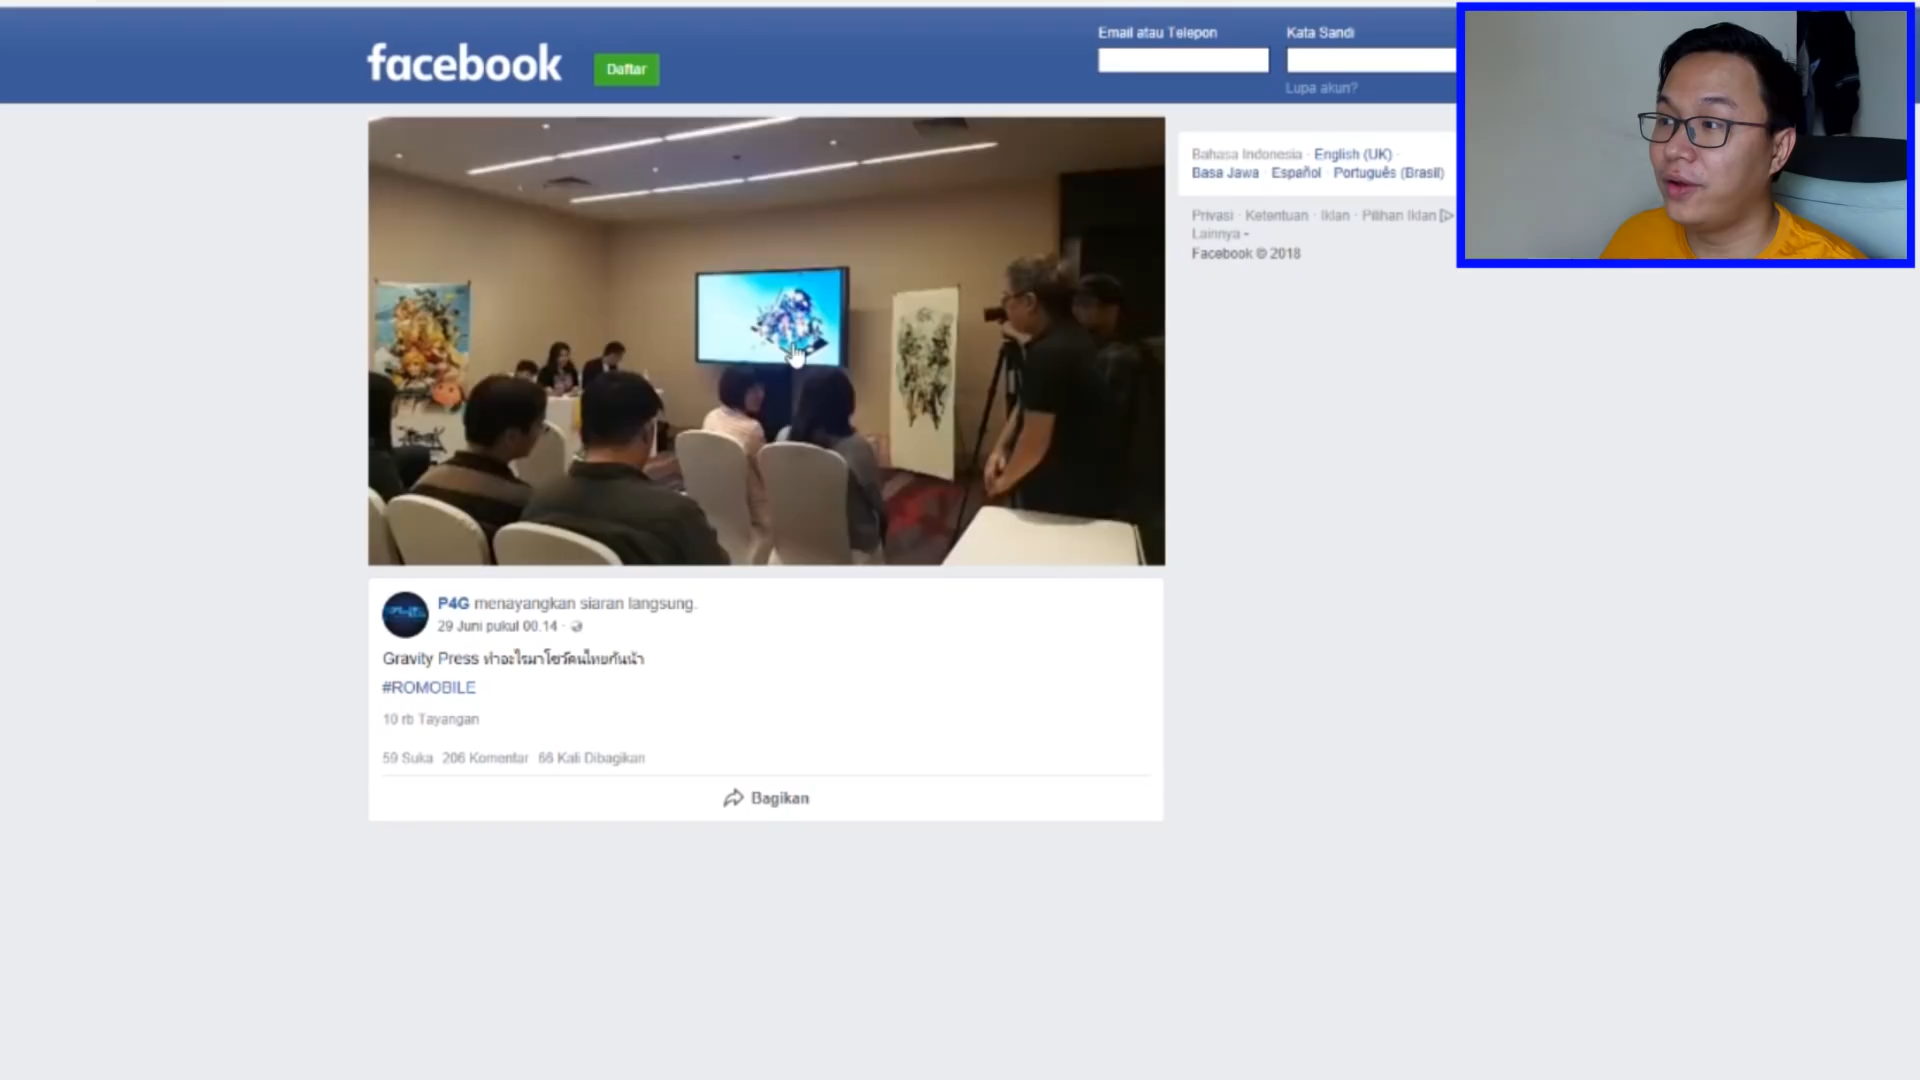 facebook
Daftar
Email atau Telepon
Kata Sandi
Lupa akun?
Bahasa Indonesia · English (UK) ·
Basa Jawa · Español · Português (Brasil)
Privasi · Ketentuan · Iklan · Pilihan Iklan
Lainnya
Facebook © 2018
P4G menayangkan siaran langsung.
29 Juni pukul 00.14 ·
Gravity Press ทำอะไรมาโชว์คนไทยกันน้า
#ROMOBILE
10 rb Tayangan
59 Suka 206 Komentar 66 Kali Dibagikan
Bagikan